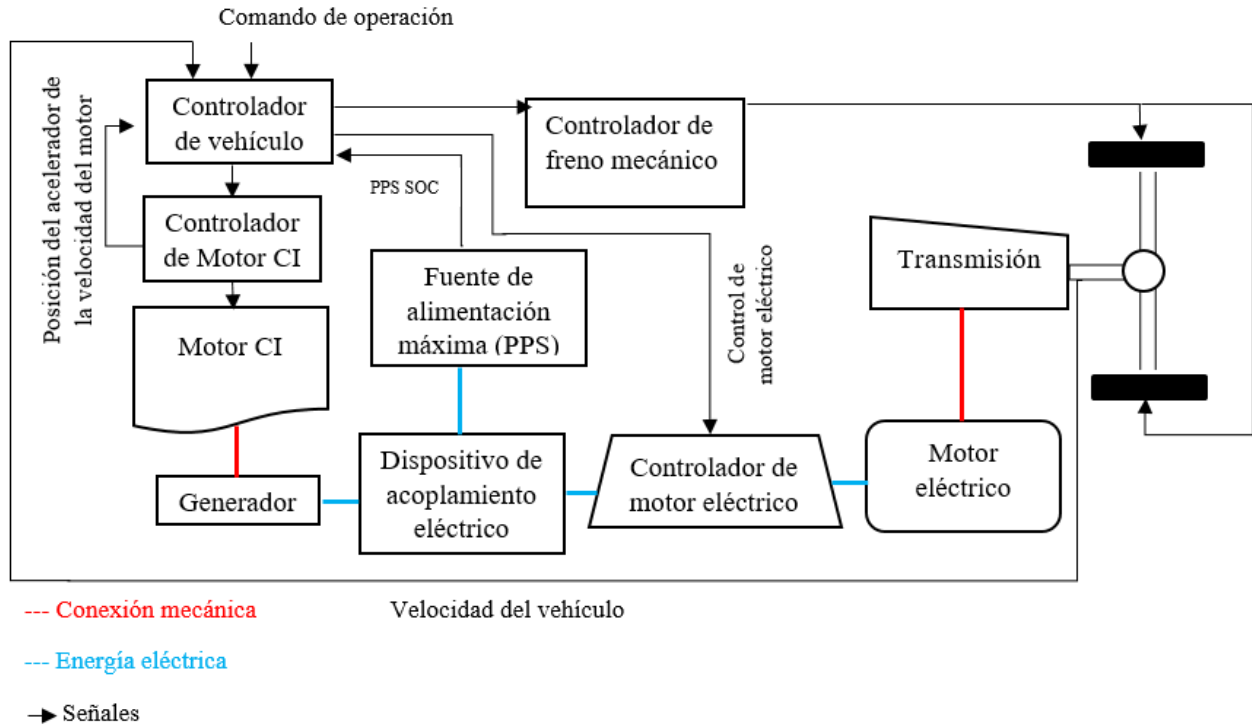 Comando de operación
Posición del acelerador de
la velocidad del motor
Controlador
de vehículo
Controlador de
freno mecánico
PPS SOC
Controlador
de Motor CI
Transmisión
Fuente de
alimentación
máxima (PPS)
Control de
motor eléctrico
Motor CI
Dispositivo de
acoplamiento
eléctrico
Controlador de
motor eléctrico
Motor
eléctrico
Generador
--- Conexión mecánica
Velocidad del vehículo
--- Energía eléctrica
Señales